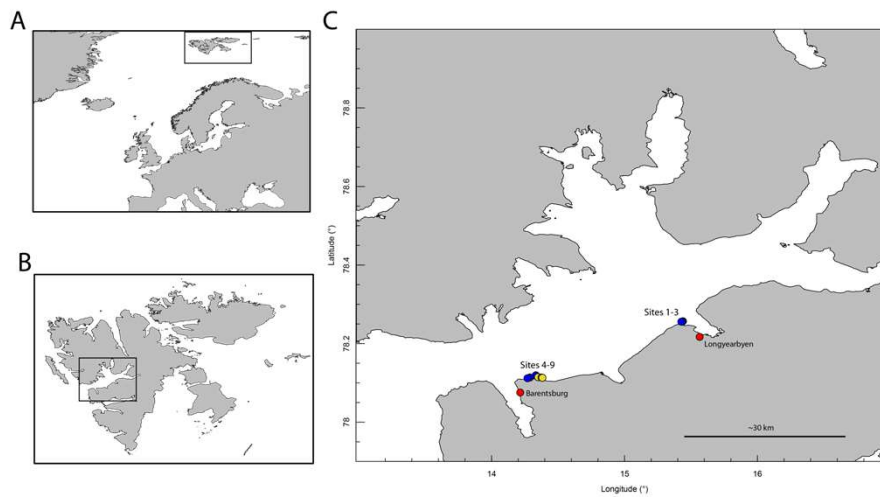 A
B
C
Sites 1-3
Longyearbyen
Sites 4-9
Barentsburg
~30 km
78.8
78.6
78.4
78.2
78
Latitude (°)
14
15
16
Longitude (°)